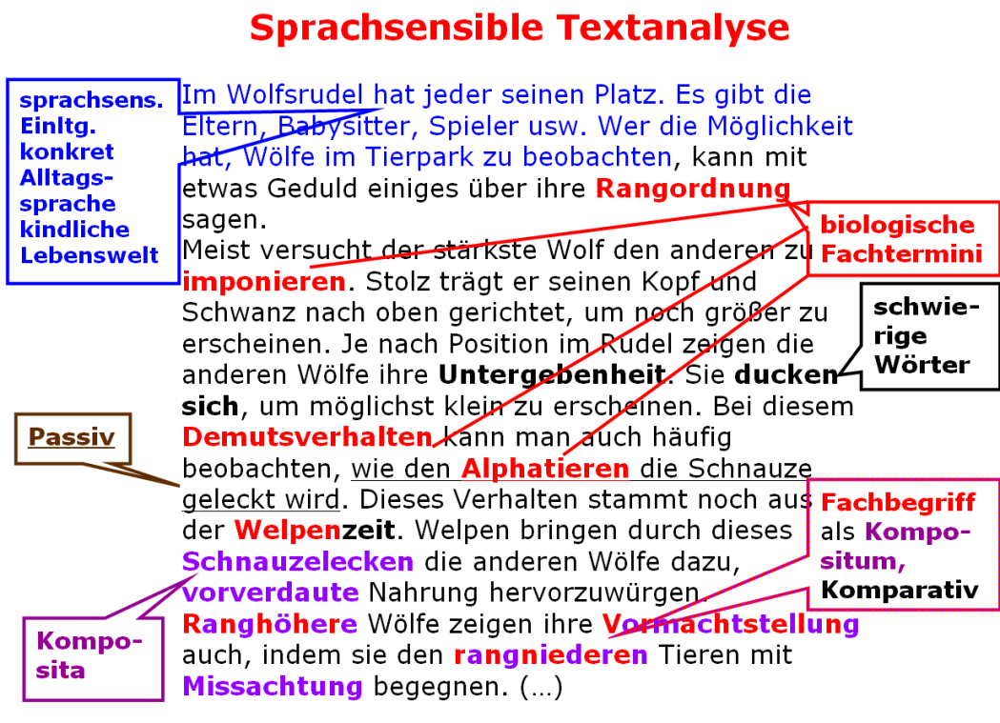 Sprachsensible Textanalyse
sprachsens.
Einltg.
konkret
Alltags-
sprache
kindliche
Lebenswelt
Im Wolfsrudel hat jeder seinen Platz. Es gibt die
Eltern, Babysitter, Spieler usw. Wer die Möglichkeit
hat, Wölfe im Tierpark zu beobachten, kann mit
etwas Geduld einiges über ihre Rangordnung
sagen.
Meist versucht der stärkste Wolf den anderen zu
imponieren. Stolz trägt er seinen Kopf und
Schwanz nach oben gerichtet, um noch größer zu
erscheinen. Je nach Position im Rudel zeigen die
anderen Wölfe ihre Untergebenheit. Sie ducken
sich, um möglichst klein zu erscheinen. Bei diesem
Demutsverhalten kann man auch häufig
beobachten, wie den Alphatieren die Schnauze
geleckt wird. Dieses Verhalten stammt noch aus
der Welpenzeit. Welpen bringen durch dieses
Schnauzelecken die anderen Wölfe dazu,
vorverdaute Nahrung hervorzuwürgen.
Ranghöhere Wölfe zeigen ihre Vormachtstellung
auch, indem sie den rangniederen Tieren mit
Missachtung begegnen. (…)
biologische
Fachtermini
schwie-
rige
Wörter
Passiv
Fachbegriff
als Kompo-
situm,
Komparativ
Kompo-
sita